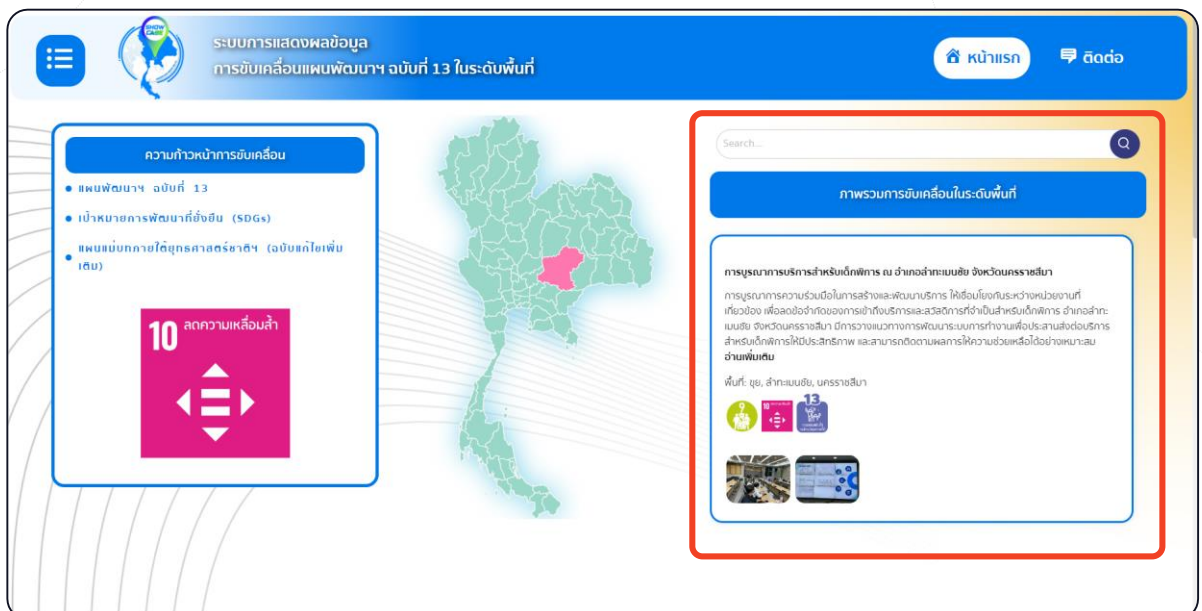 SHOW CASE
ระบบการแสดงผลข้อมูล
การขับเคลื่อนแผนพัฒนาฯ ฉบับที่ 13 ในระดับพื้นที่
หน้าแรก
ติดต่อ
ความก้าวหน้าการขับเคลื่อน
แผนพัฒนาฯ ฉบับที่ 13
เป้าหมายการพัฒนาที่ยั่งยืน (SDGs)
แผนแม่บทภายใต้ยุทธศาสตร์ชาติฯ (ฉบับแก้ไขเพิ่ม
เติม)
10 ลดความเหลื่อมล้ำ
Search...
ภาพรวมการขับเคลื่อนในระดับพื้นที่
การบูรณาการบริการสำหรับเด็กพิการ ณ อำเภอลำทะเมนชัย จังหวัดนครราชสีมา
การบูรณาการความร่วมมือในการสร้างและพัฒนาบริการ ให้เชื่อมโยงกันระหว่างหน่วยงานที่
เกี่ยวข้อง เพื่อลดข้อจำกัดของการเข้าถึงบริการและสวัสดิการที่จำเป็นสำหรับเด็กพิการ อำเภอลำทะ
เมนชัย จังหวัดนครราชสีมา มีการวางแนวทางการพัฒนาระบบการทำงานเพื่อประสานส่งต่อบริการ
สำหรับเด็กพิการให้มีประสิทธิภาพ และสามารถติดตามผลการให้ความช่วยเหลือได้อย่างเหมาะสม
อ่านเพิ่มเติม
พื้นที่: ขุย, ลำทะเมนชัย, นครราชสีมา
9
10
13